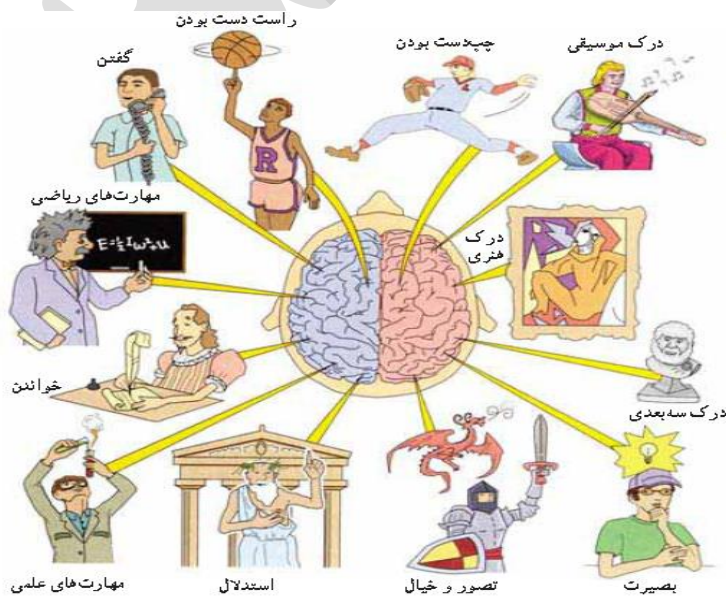 راست دست بودن
گفتن
چپ‌دست بودن
درک موسیقی
R
مهارت‌های ریاضی
درک
هنری
خواندن
درک سه‌بعدی
مهارت‌های علمی
استدلال
تصور و خیال
بصیرت